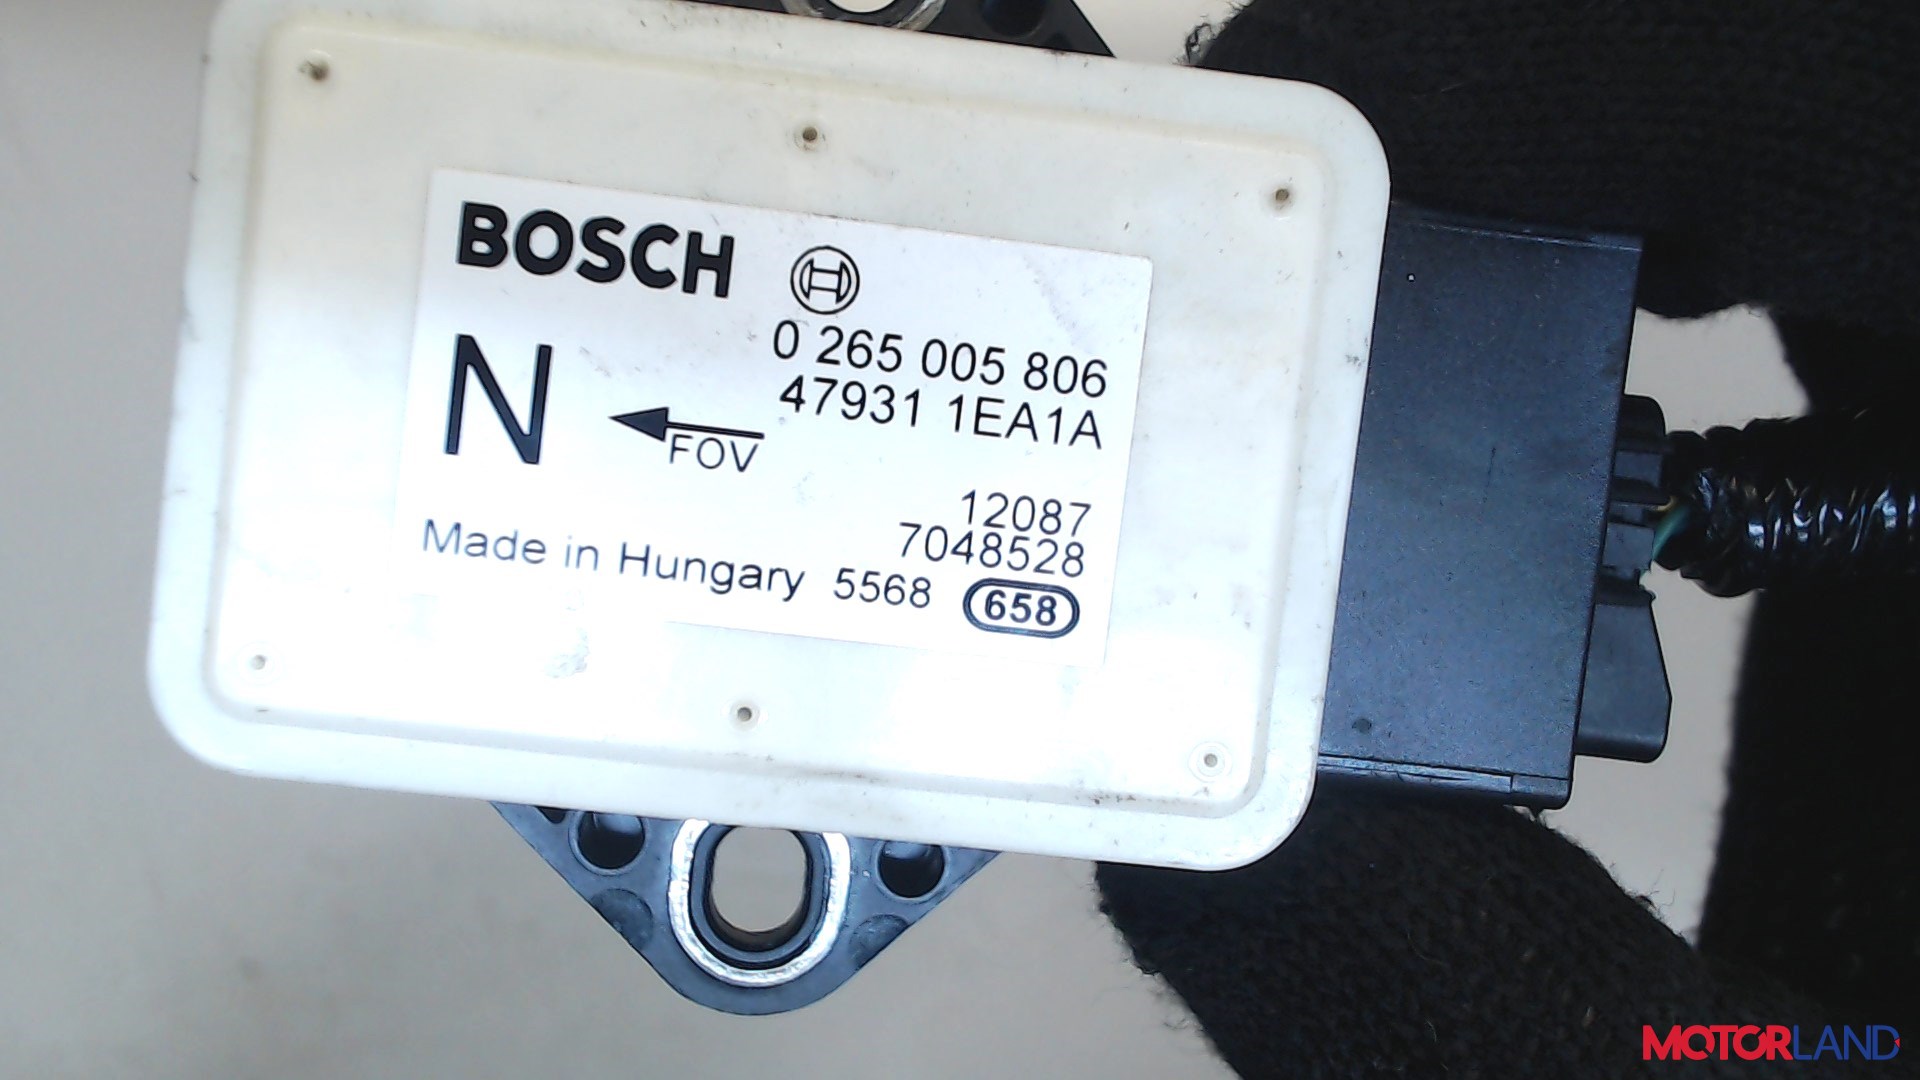 BOSCH
0 265 005 806
47931 1EA1A
N
FOV
12087
7048528
Made in Hungary 5568 658
MOTORLAND